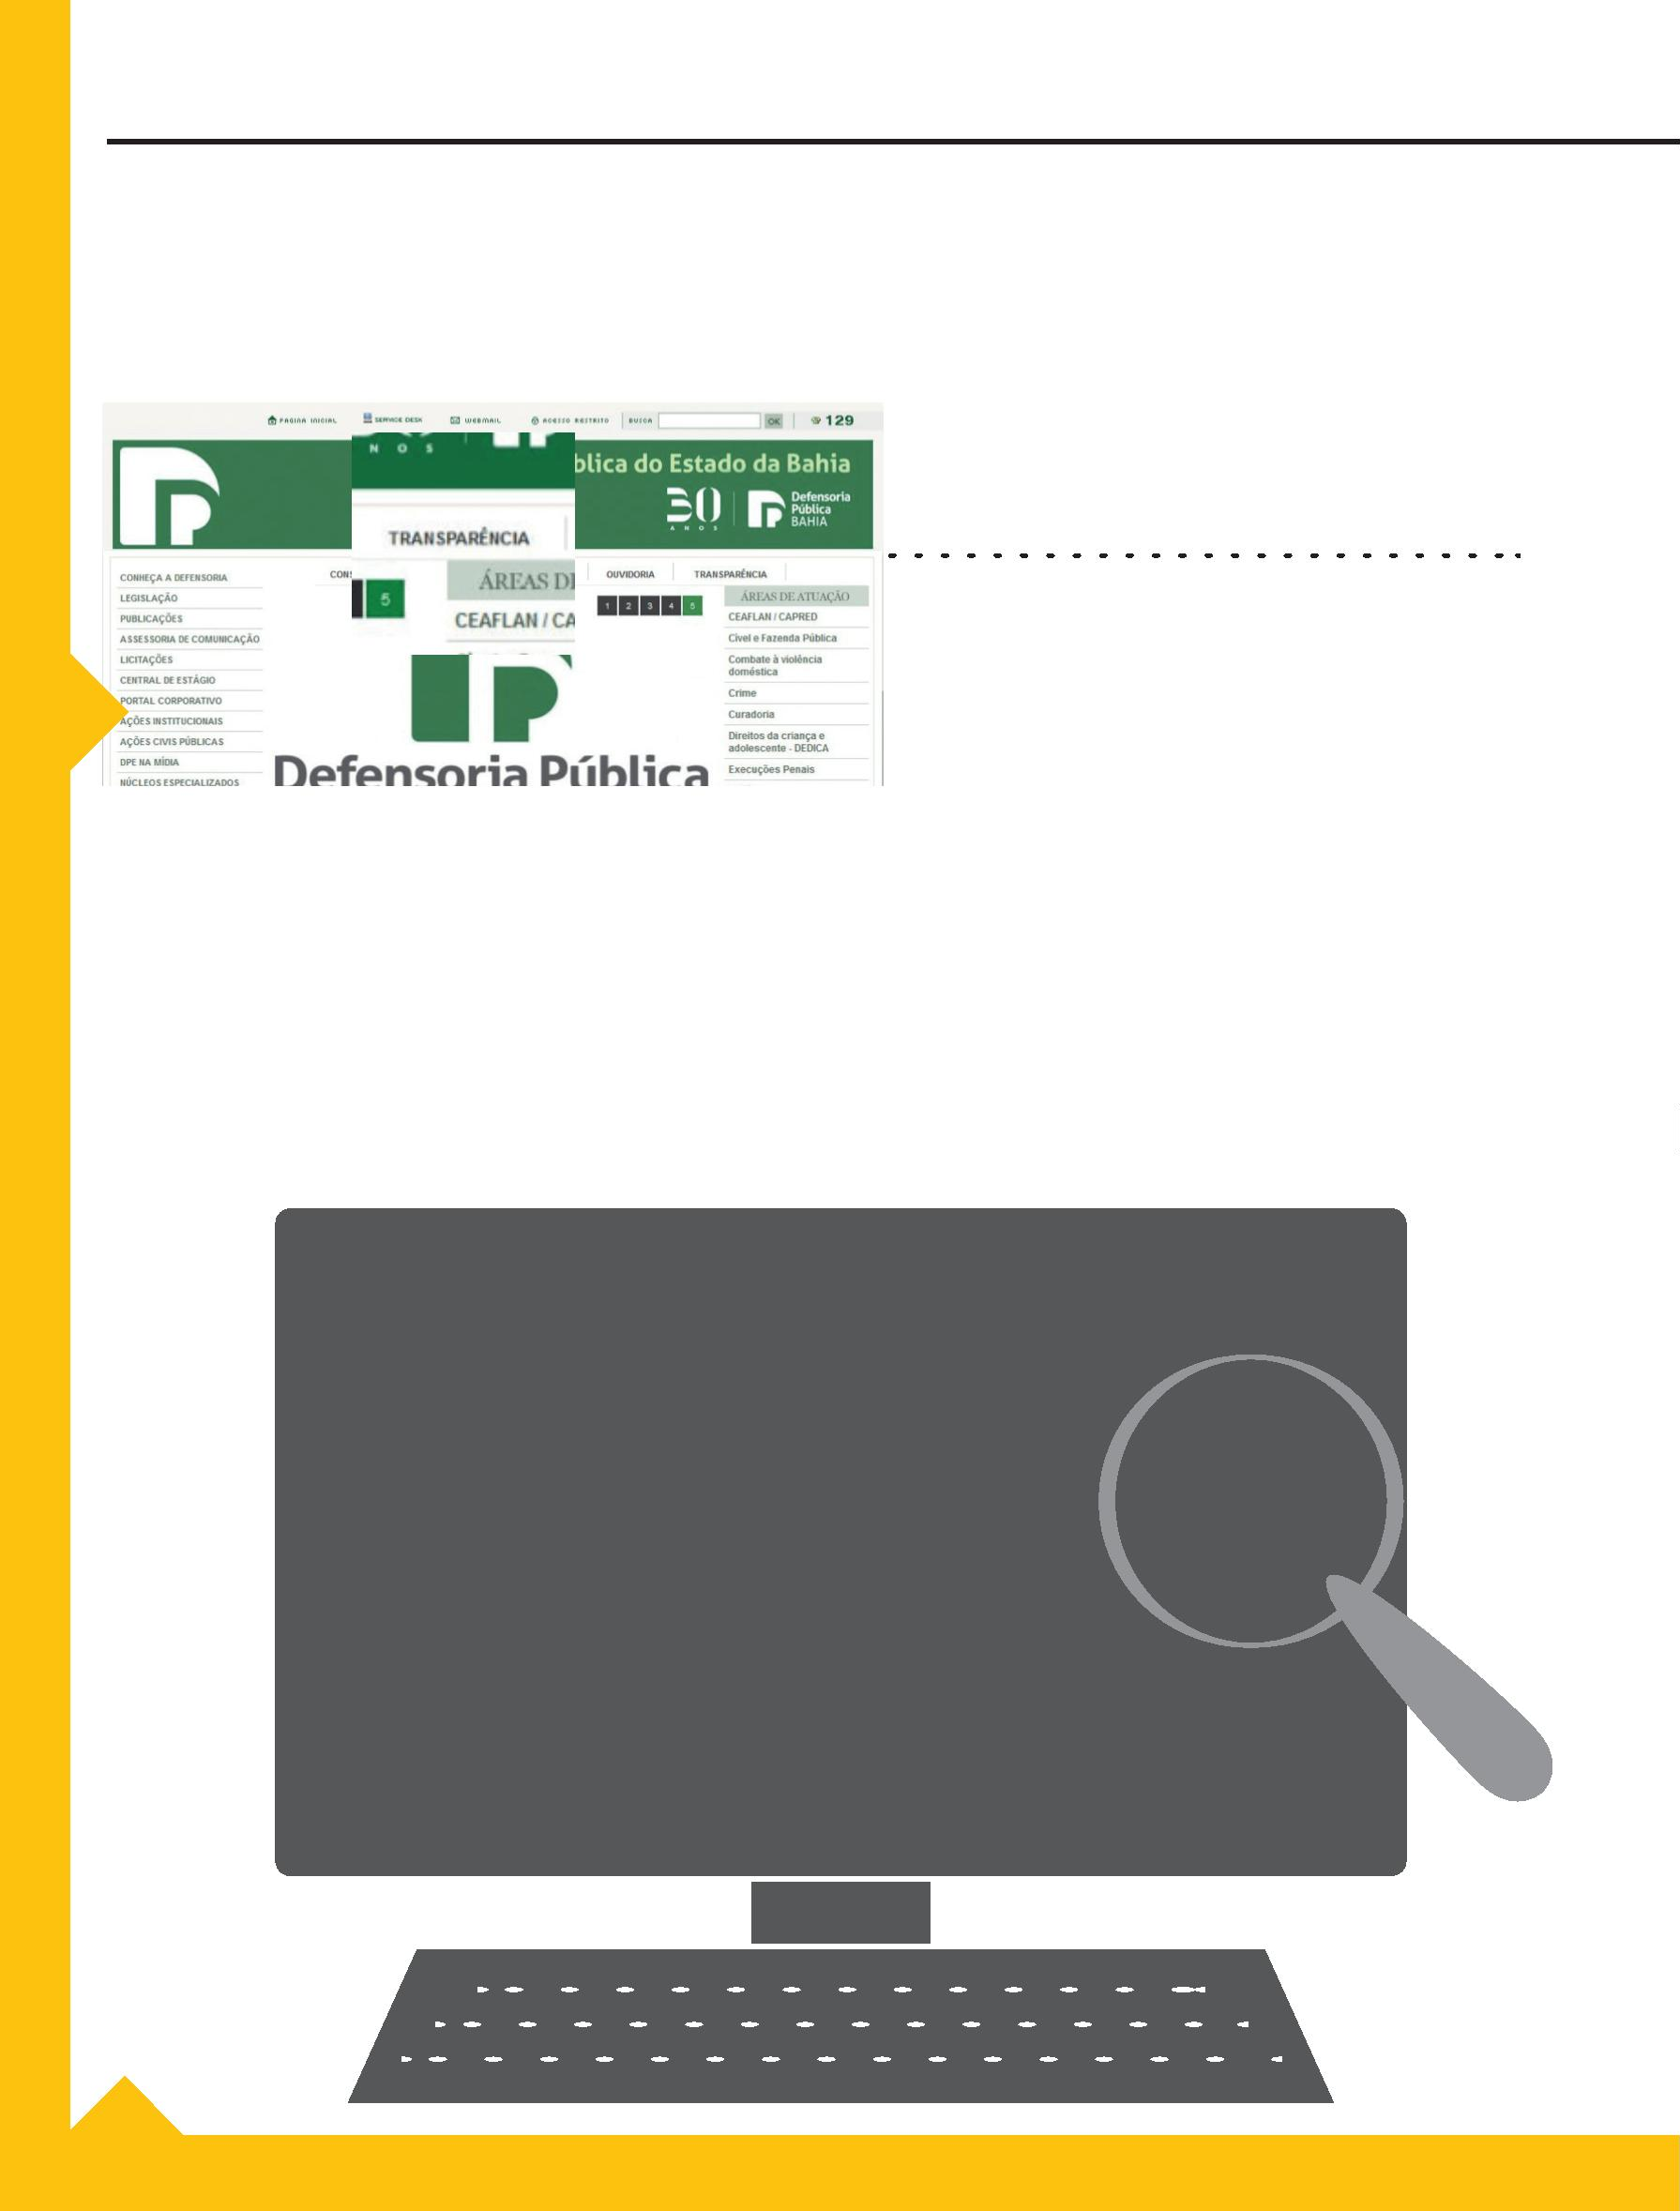 PAGINA INICIAL SERVICE DESK WEBMAIL ACESSO RESTRITO BUSCA OK 129
blica do Estado da Bahia
30 ANOS
Defensoria
Pública
BAHIA
N O S
TRANSPARÊNCIA
ÁREAS DE
5
CEAFLAN / CA
CONS
OUVIDORIA TRANSPARÊNCIA
1 2 3 4 5
CONHEÇA A DEFENSORIA
LEGISLAÇÃO
PUBLICAÇÕES
ASSESSORIA DE COMUNICAÇÃO
LICITAÇÕES
CENTRAL DE ESTÁGIO
PORTAL CORPORATIVO
AÇÕES INSTITUCIONAIS
AÇÕES CIVIS PÚBLICAS
DPE NA MÍDIA
NÚCLEOS ESPECIALIZADOS
Defensoria Pública
ÁREAS DE ATUAÇÃO
CEAFLAN / CAPRED
Cível e Fazenda Pública
Combate à violência
doméstica
Crime
Curadoria
Direitos da criança e
adolescente - DEDICA
Execuções Penais